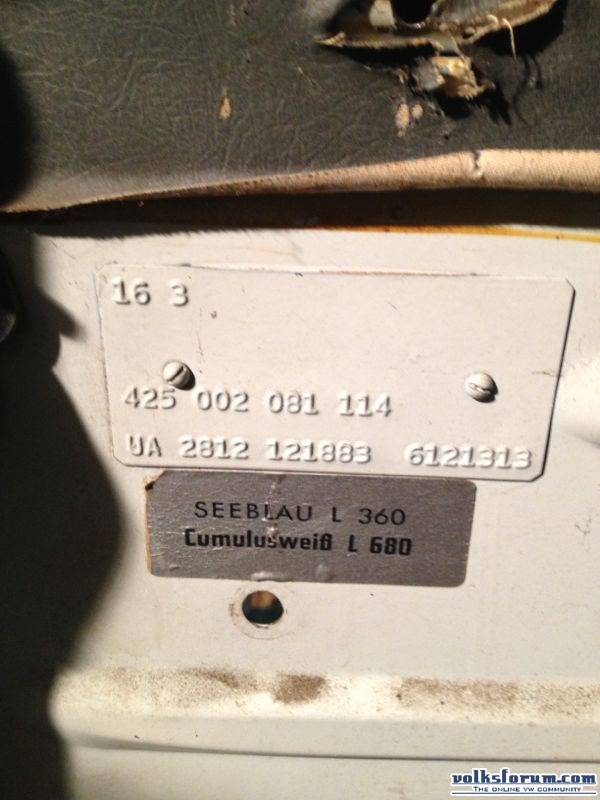 16 3
425 002 081 114
UA 2812 121883 6121313
SEEBLAU L 360
Cumulusweiß L 680
volksforum.com
THE ONLINE VW COMMUNITY